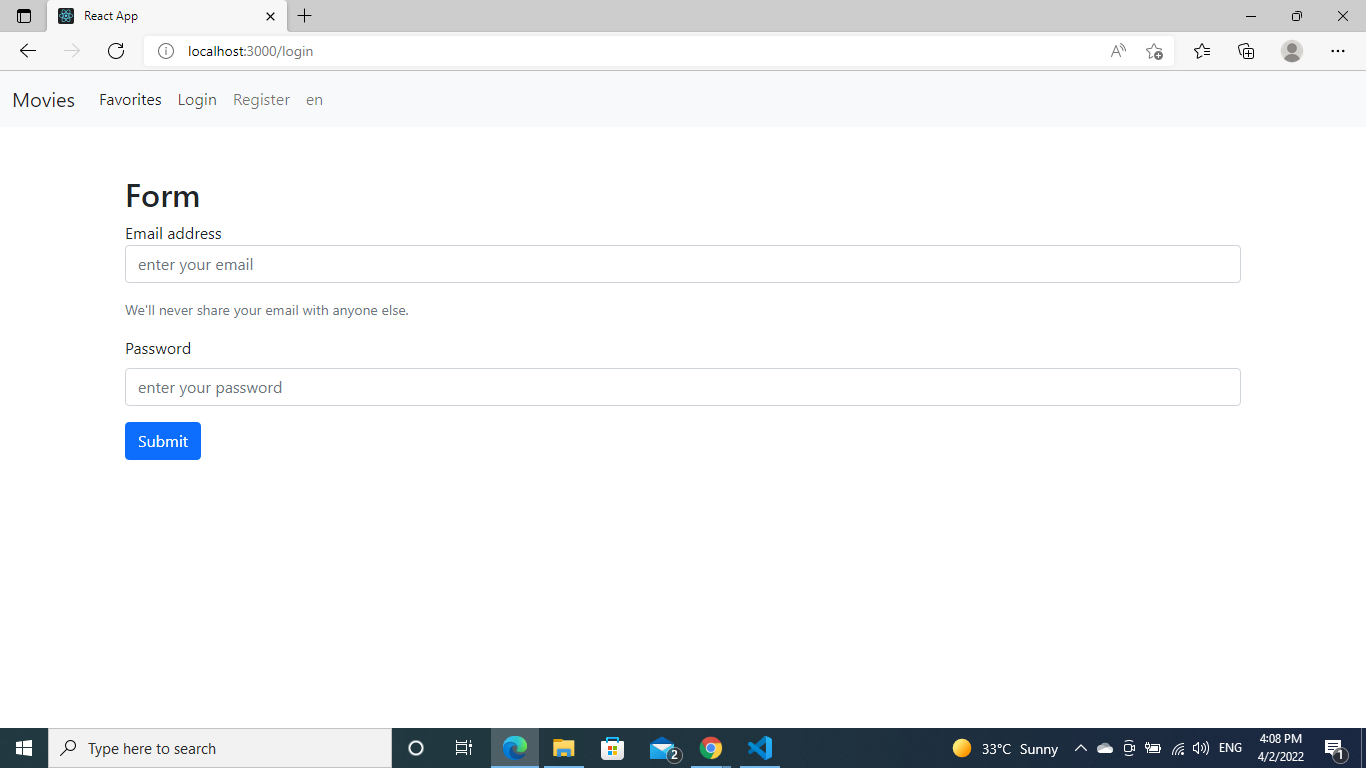 React App
localhost:3000/login
Movies Favorites Login Register en
Form
Email address
enter your email
We'll never share your email with anyone else.
Password
enter your password
Submit
Type here to search
2
33°C Sunny
ENG
4:08 PM
4/2/2022
1